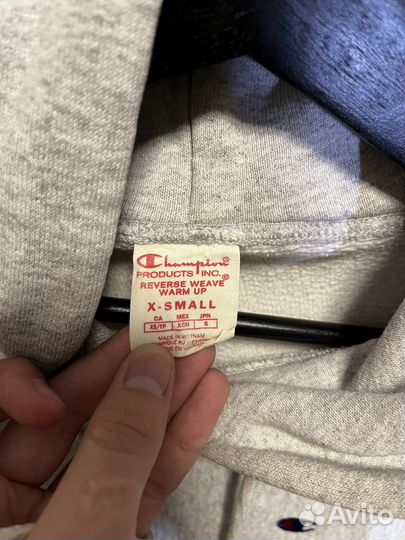 Champion®
PRODUCTS INC.®
REVERSE WEAVE®
WARM UP
X-SMALL
CA MEX JPN
XS/TP XCH S
MADE IN VIETNAM
Avito